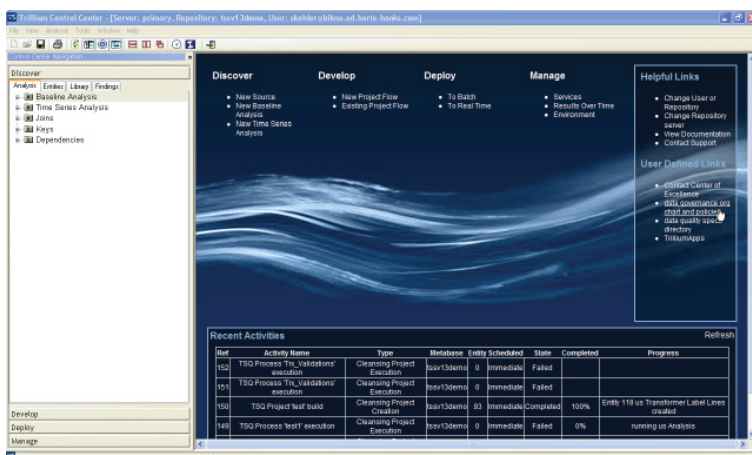 Trillium Control Center - [Server: primary, Repository: tssv13demo, User: skohler@bilma.ad.harte-hanks.com]
File View Analysis Tools Window Help
Control Center Navigation
Discover
Analysis Entities Library Findings
Baseline Analysis
Time Series Analysis
Joins
Keys
Dependencies
Develop
Deploy
Manage
Discover
New Source
New Baseline
Analysis
New Time Series
Analysis
Develop
New Project Flow
Existing Project Flow
Deploy
To Batch
To Real Time
Manage
Services
Results Over Time
Environment
Helpful Links
Change User or
Repository
Change Repository
server
View Documentation
Contact Support
User Defined Links
Contact Center of
Excellence
data governance org
chart and policies
data quality spec
directory
TrilliumApps
Recent Activities Refresh
Ref Activity Name Type Metabase Entity Scheduled State Completed Progress
152 TSQ Process 'Trx_Validations' execution Cleansing Project Execution tssv13demo 0 Immediate Failed
151 TSQ Process 'Trx_Validations' execution Cleansing Project Execution tssv13demo 0 Immediate Failed
150 TSQ Project 'test' build Cleansing Project Creation tssv13demo 93 Immediate Completed 100% Entity 118 us Transformer Label Lines created
149 TSQ Process 'test1' execution Cleansing Project Execution tssv13demo 0 Immediate Failed 0% running us Analysis